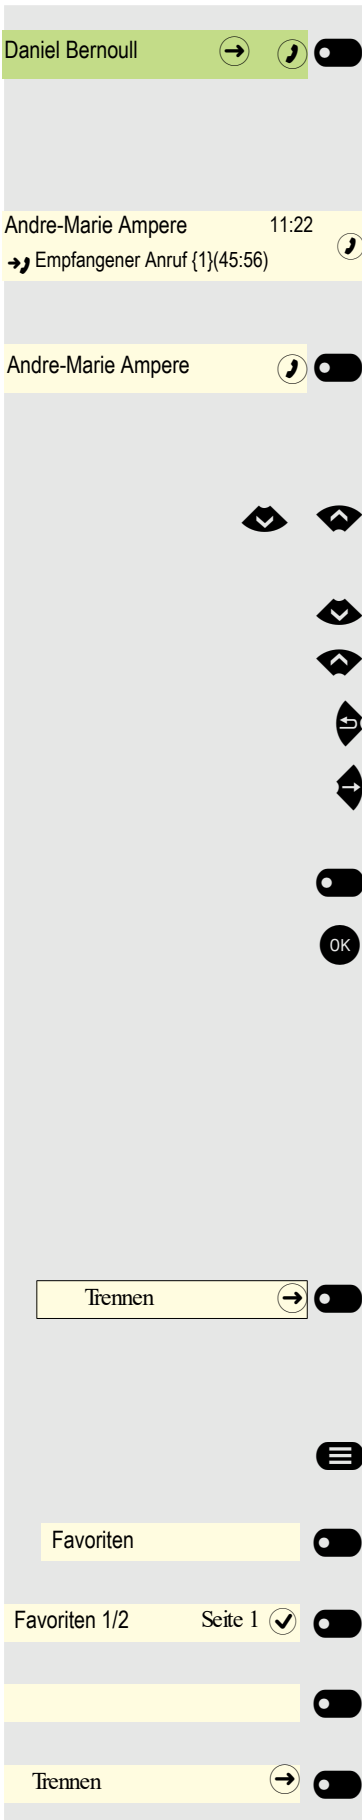 Daniel Bernoull
Andre-Marie Ampere 11:22
Empfangener Anruf {1}(45:56)
Andre-Marie Ampere
OK
Trennen
Favoriten
Favoriten 1/2 Seite 1
Trennen